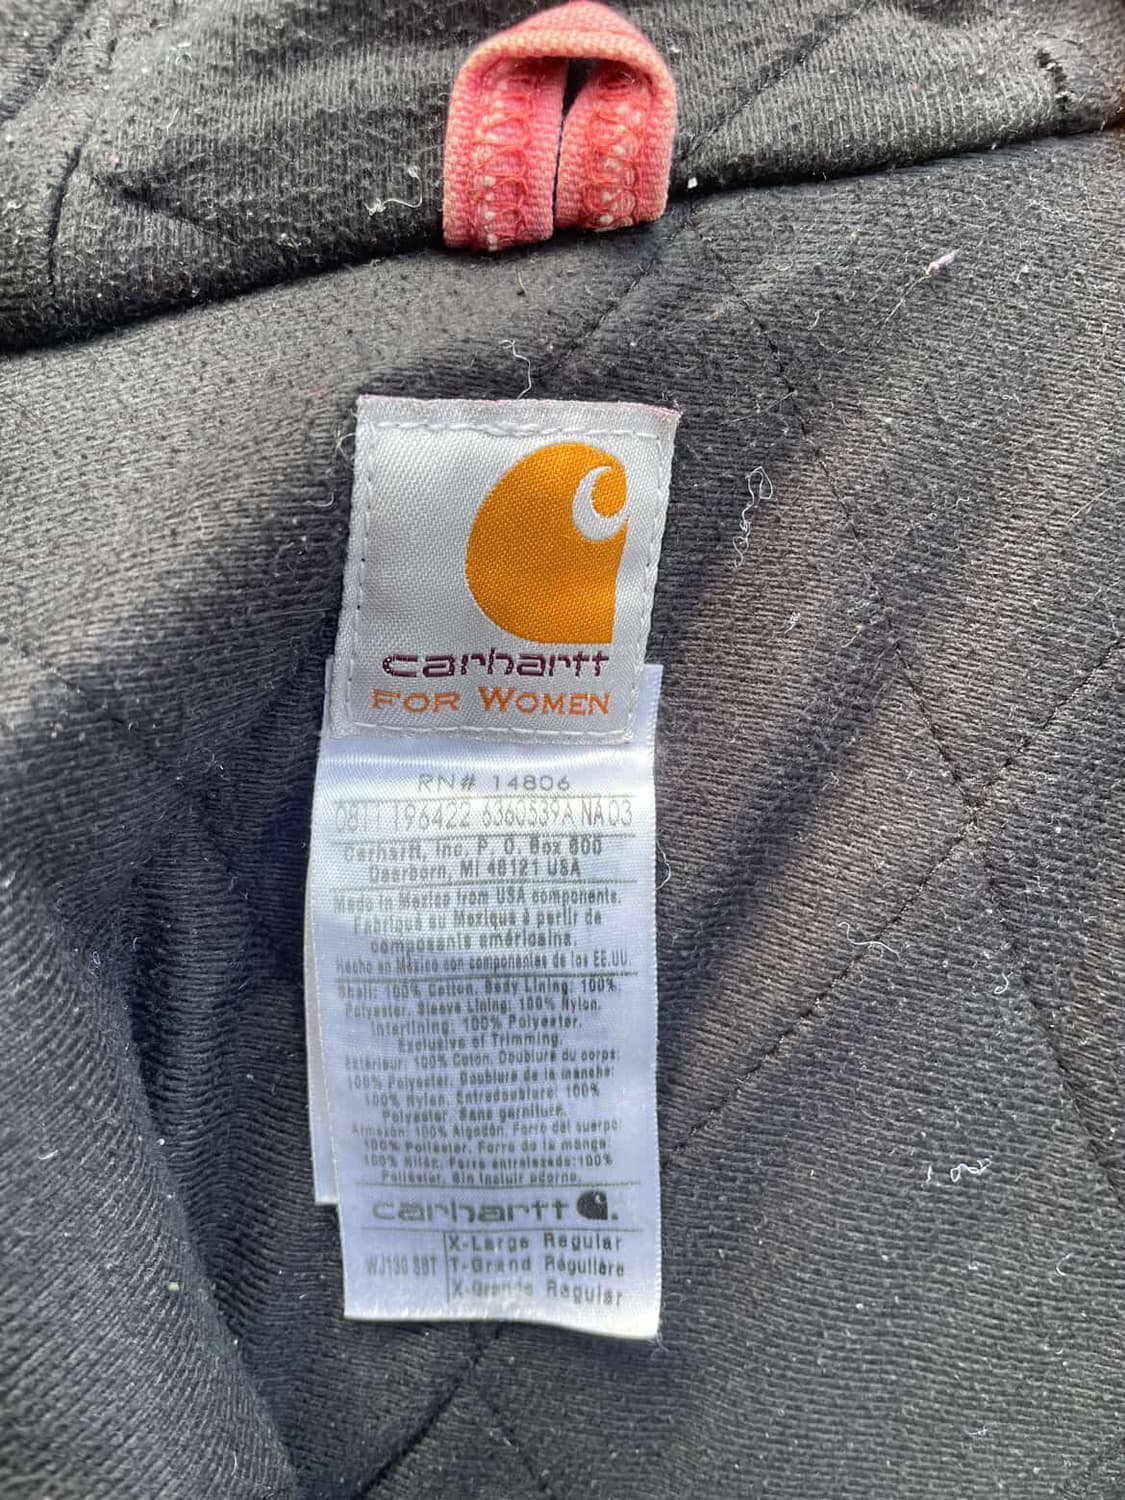 carhartt
FOR WOMEN
RN# 14806
0811 196422 6360539A NA03
Carhartt, Inc. P. O. Box 600
Dearborn, MI 48121 USA
Made in Mexico from USA components.
Fabriqué au Mexique à partir de
composants américains.
Hecho en México con componentes de los EE.UU.
Shell: 100% Cotton, Body Lining: 100%
Polyester, Sleeve Lining: 100% Nylon.
Interlining: 100% Polyester.
Exclusive of Trimming.
Extérieur: 100% Coton, Doublure du corps:
100% Polyester. Doublure de la manche:
100% Nylon. Entredoublure: 100%
Polyester. Sans garniture.
Armazón: 100% Algodón. Forro del cuerpo:
100% Poliéster. Forro de la manga:
100% Nilón. Forro entrelazado: 100%
Poliéster. Sin incluir adorno.
carhartt
WJ130 SBT
X-Large Regular
T-Grand Régulière
X-Grande Regular